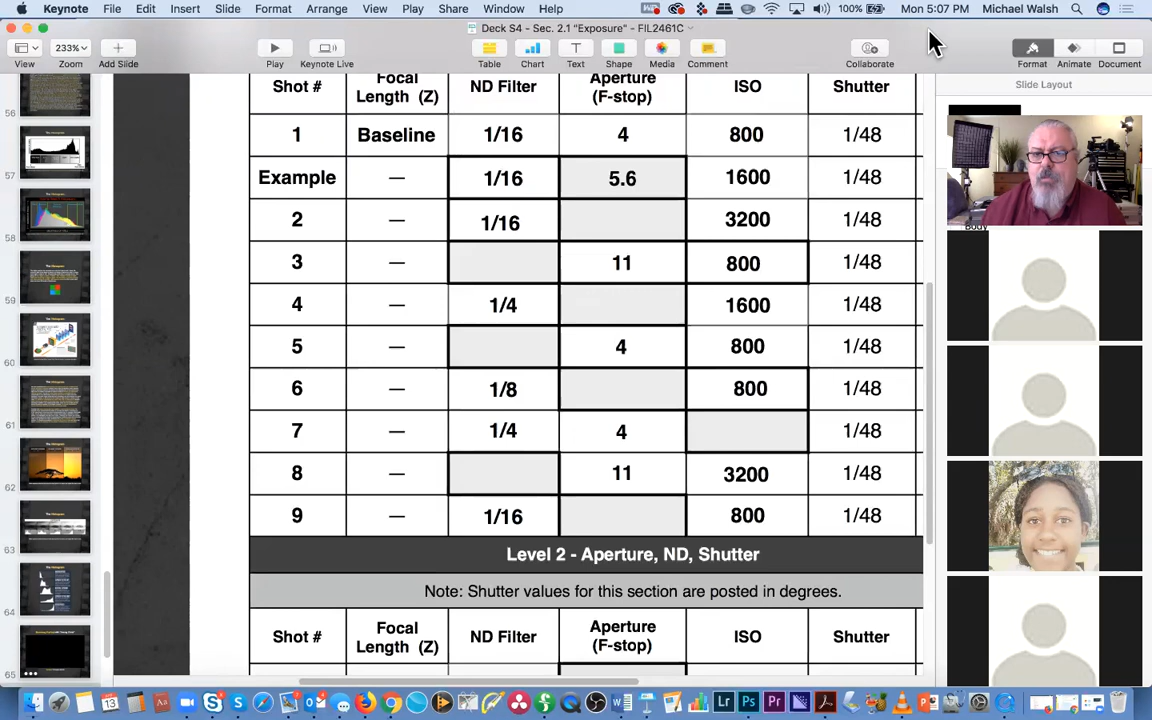 Keynote File Edit Insert Slide Format Arrange View Play Share Window Help 100% Mon 5:07 PM Michael Walsh
Deck S4 - Sec. 2.1 "Exposure" - FIL2461C
233%
View Zoom Add Slide Play Keynote Live Table Chart Text Shape Media Comment Collaborate Format Animate Document
Slide Layout
Shot # Focal Length (Z) ND Filter Aperture (F-stop) ISO Shutter
1 Baseline 1/16 4 800 1/48
Example — 1/16 5.6 1600 1/48
2 — 1/16 3200 1/48
3 — 11 800 1/48
4 — 1/4 1600 1/48
5 — 4 800 1/48
6 — 1/8 800 1/48
7 — 1/4 4 1/48
8 — 11 3200 1/48
9 — 1/16 800 1/48
Level 2 - Aperture, ND, Shutter
Note: Shutter values for this section are posted in degrees.
Shot # Focal Length (Z) ND Filter Aperture (F-stop) ISO Shutter
56
57
58
59
60
61
62
63
64
65
Body